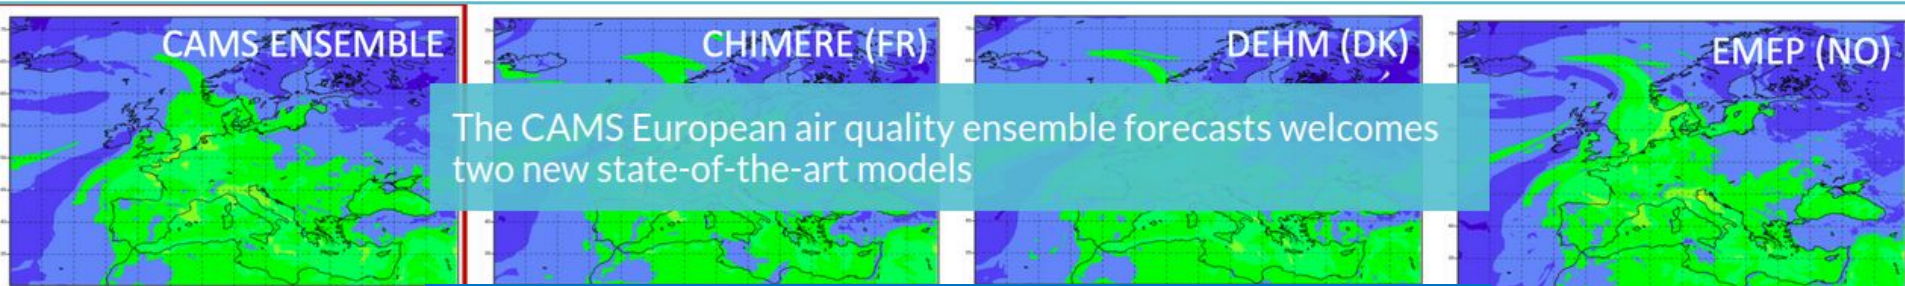 CAMS ENSEMBLE
CHIMERE (FR)
DEHM (DK)
EMEP (NO)
The CAMS European air quality ensemble forecasts welcomes
two new state-of-the-art models